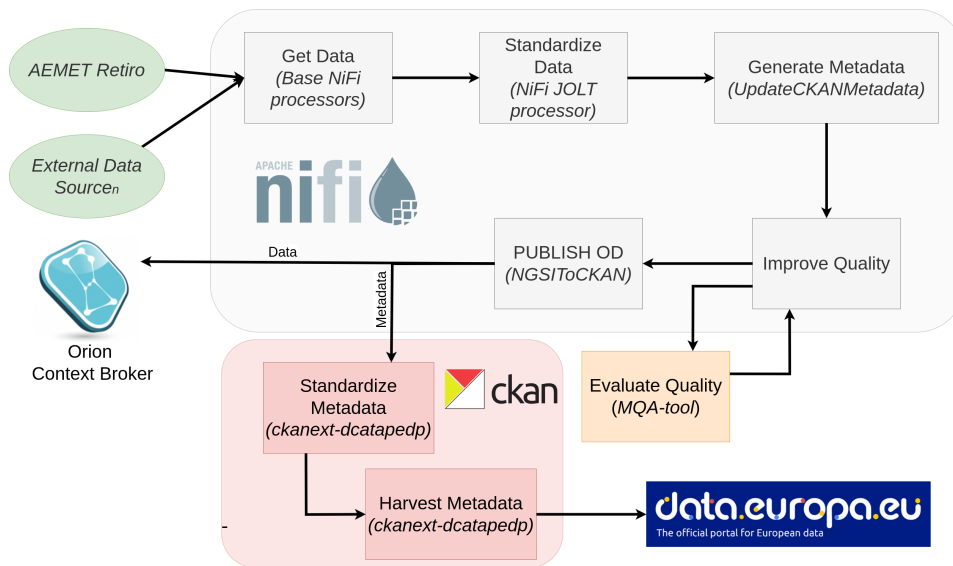 AEMET Retiro
External Data
Sourceₙ
Get Data
(Base NiFi
processors)
Standardize
Data
(NiFi JOLT
processor)
Generate Metadata
(UpdateCKANMetadata)
APACHE
nifi
PUBLISH OD
(NGSIToCKAN)
Improve Quality
Data
Metadata
Orion
Context Broker
Standardize
Metadata
(ckanext-dcatapedp)
ckan
Evaluate Quality
(MQA-tool)
Harvest Metadata
(ckanext-dcatapedp)
-
data.europa.eu
The official portal for European data